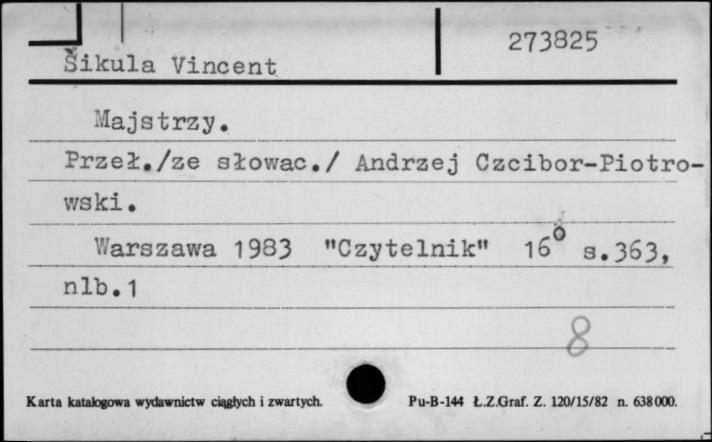 273825
Šikula Vincent
Majstrzy.
Przeł./ze słowac./ Andrzej Czcibor-Piotro-
wski.
Warszawa 1983 "Czytelnik" 16° s.363,
nlb.1
8
Karta katalogowa wydawnictw ciągłych i zwartych.
Pu-B-144 Ł.Z.Graf. Z. 120/15/82 n. 638000.